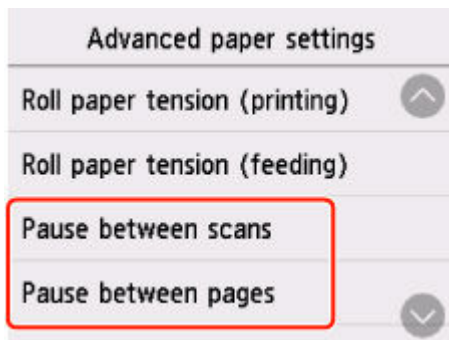 Advanced paper settings
Roll paper tension (printing)
Roll paper tension (feeding)
Pause between scans
Pause between pages